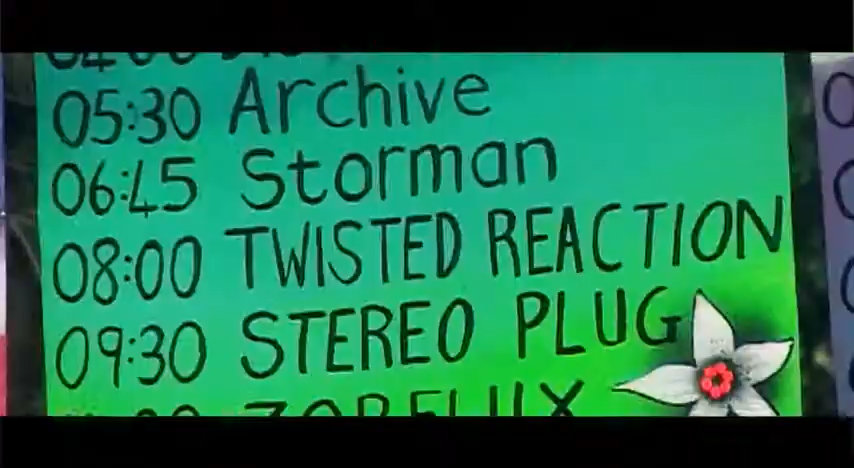 05:30 Archive
06:45 Storman
08:00 TWISTED REACTION
09:30 STEREO PLUG